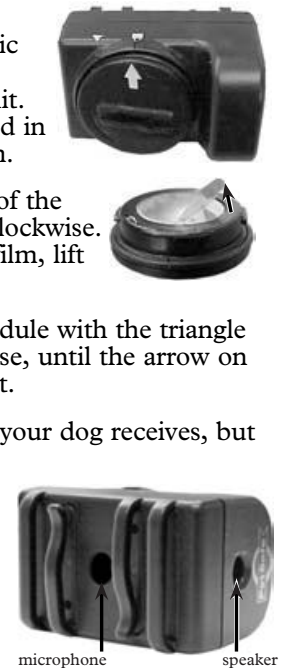 ic
it.
d in
n.
of the
lockwise.
film, lift
dule with the triangle
se, until the arrow on
t.
your dog receives, but
microphone
speaker